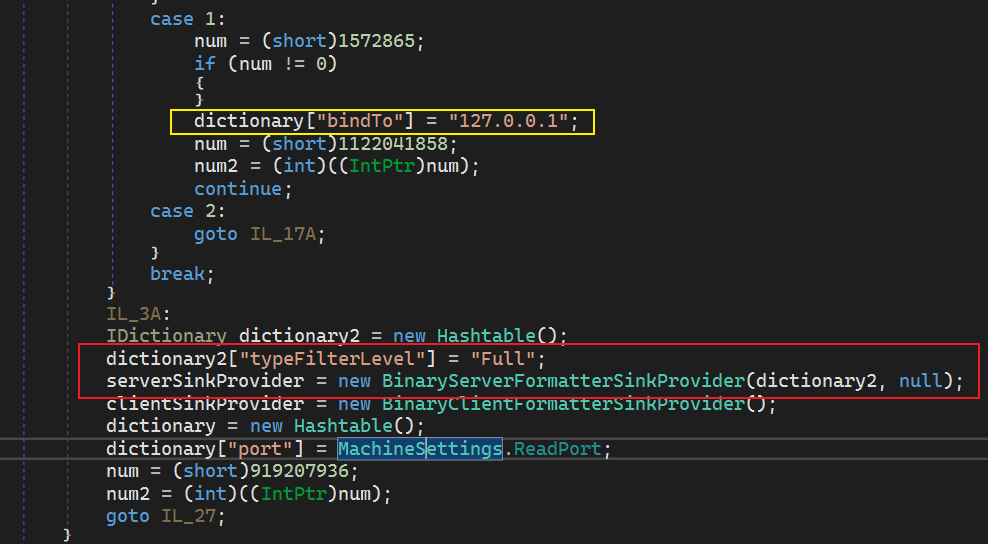 }
case 1:
num = (short)1572865;
if (num != 0)
{
}
dictionary["bindTo"] = "127.0.0.1";
num = (short)1122041858;
num2 = (int)((IntPtr)num);
continue;
case 2:
goto IL_17A;
}
break;
}
IL_3A:
IDictionary dictionary2 = new Hashtable();
dictionary2["typeFilterLevel"] = "Full";
serverSinkProvider = new BinaryServerFormatterSinkProvider(dictionary2, null);
clientSinkProvider = new BinaryClientFormatterSinkProvider();
dictionary = new Hashtable();
dictionary["port"] = MachineSettings.ReadPort;
num = (short)919207936;
num2 = (int)((IntPtr)num);
goto IL_27;
}